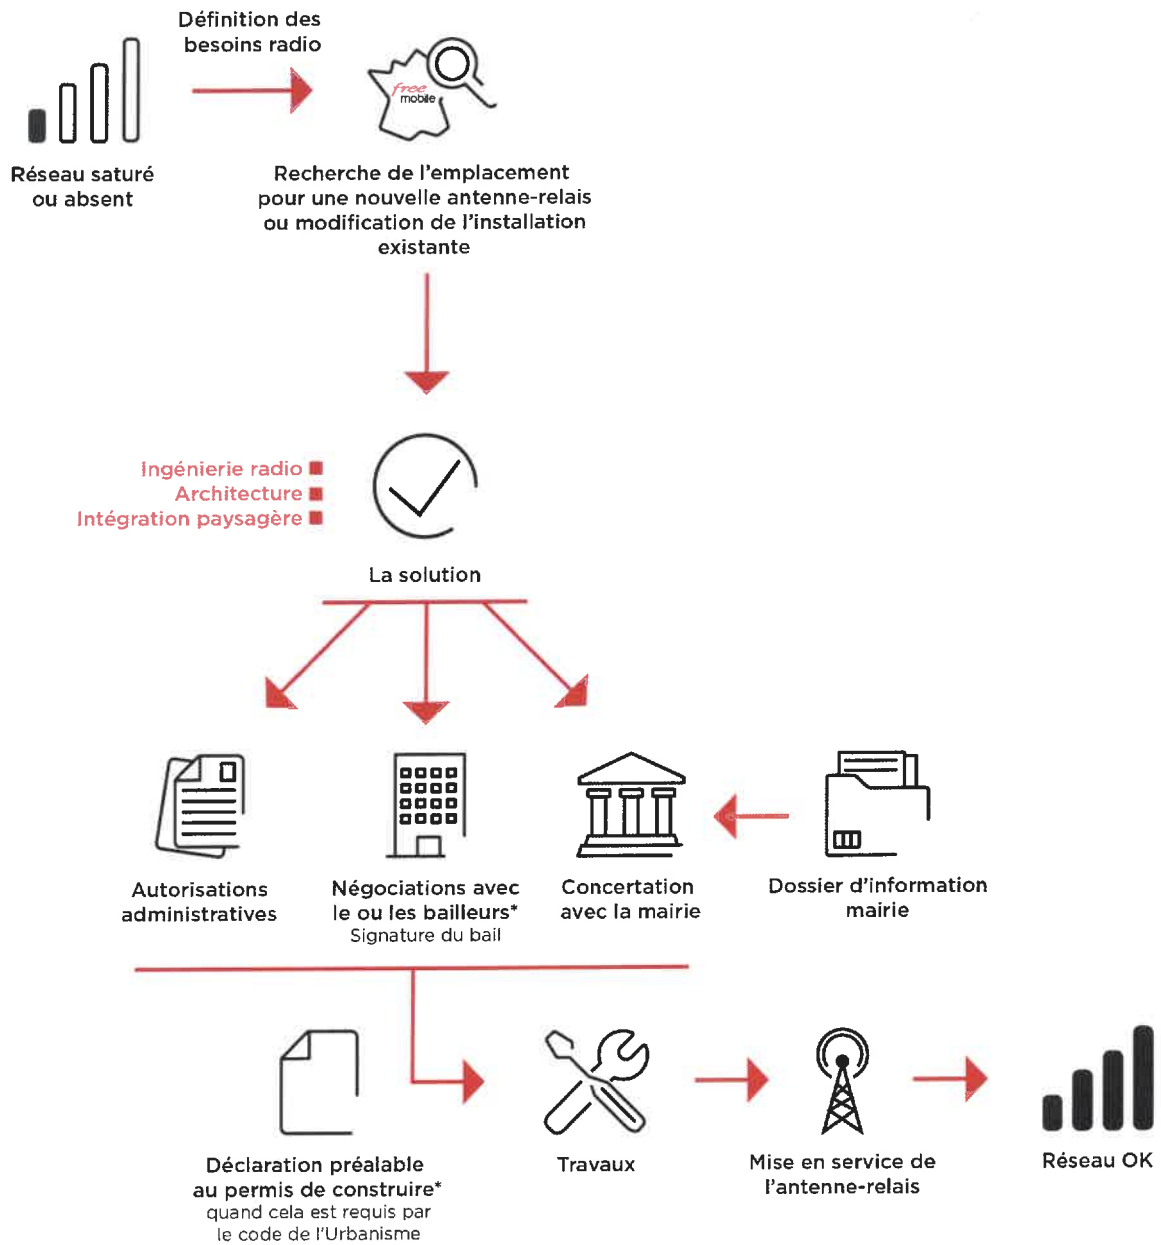 Définition des
besoins radio
free
mobile
Réseau saturé
ou absent
Recherche de l'emplacement
pour une nouvelle antenne-relais
ou modification de l'installation
existante
Ingénierie radio
Architecture
Intégration paysagère
La solution
Autorisations
administratives
Négociations avec
le ou les bailleurs*
Signature du bail
Concertation
avec la mairie
Dossier d'information
mairie
Déclaration préalable
au permis de construire*
quand cela est requis par
le code de l'Urbanisme
Travaux
Mise en service de
l'antenne-relais
Réseau OK